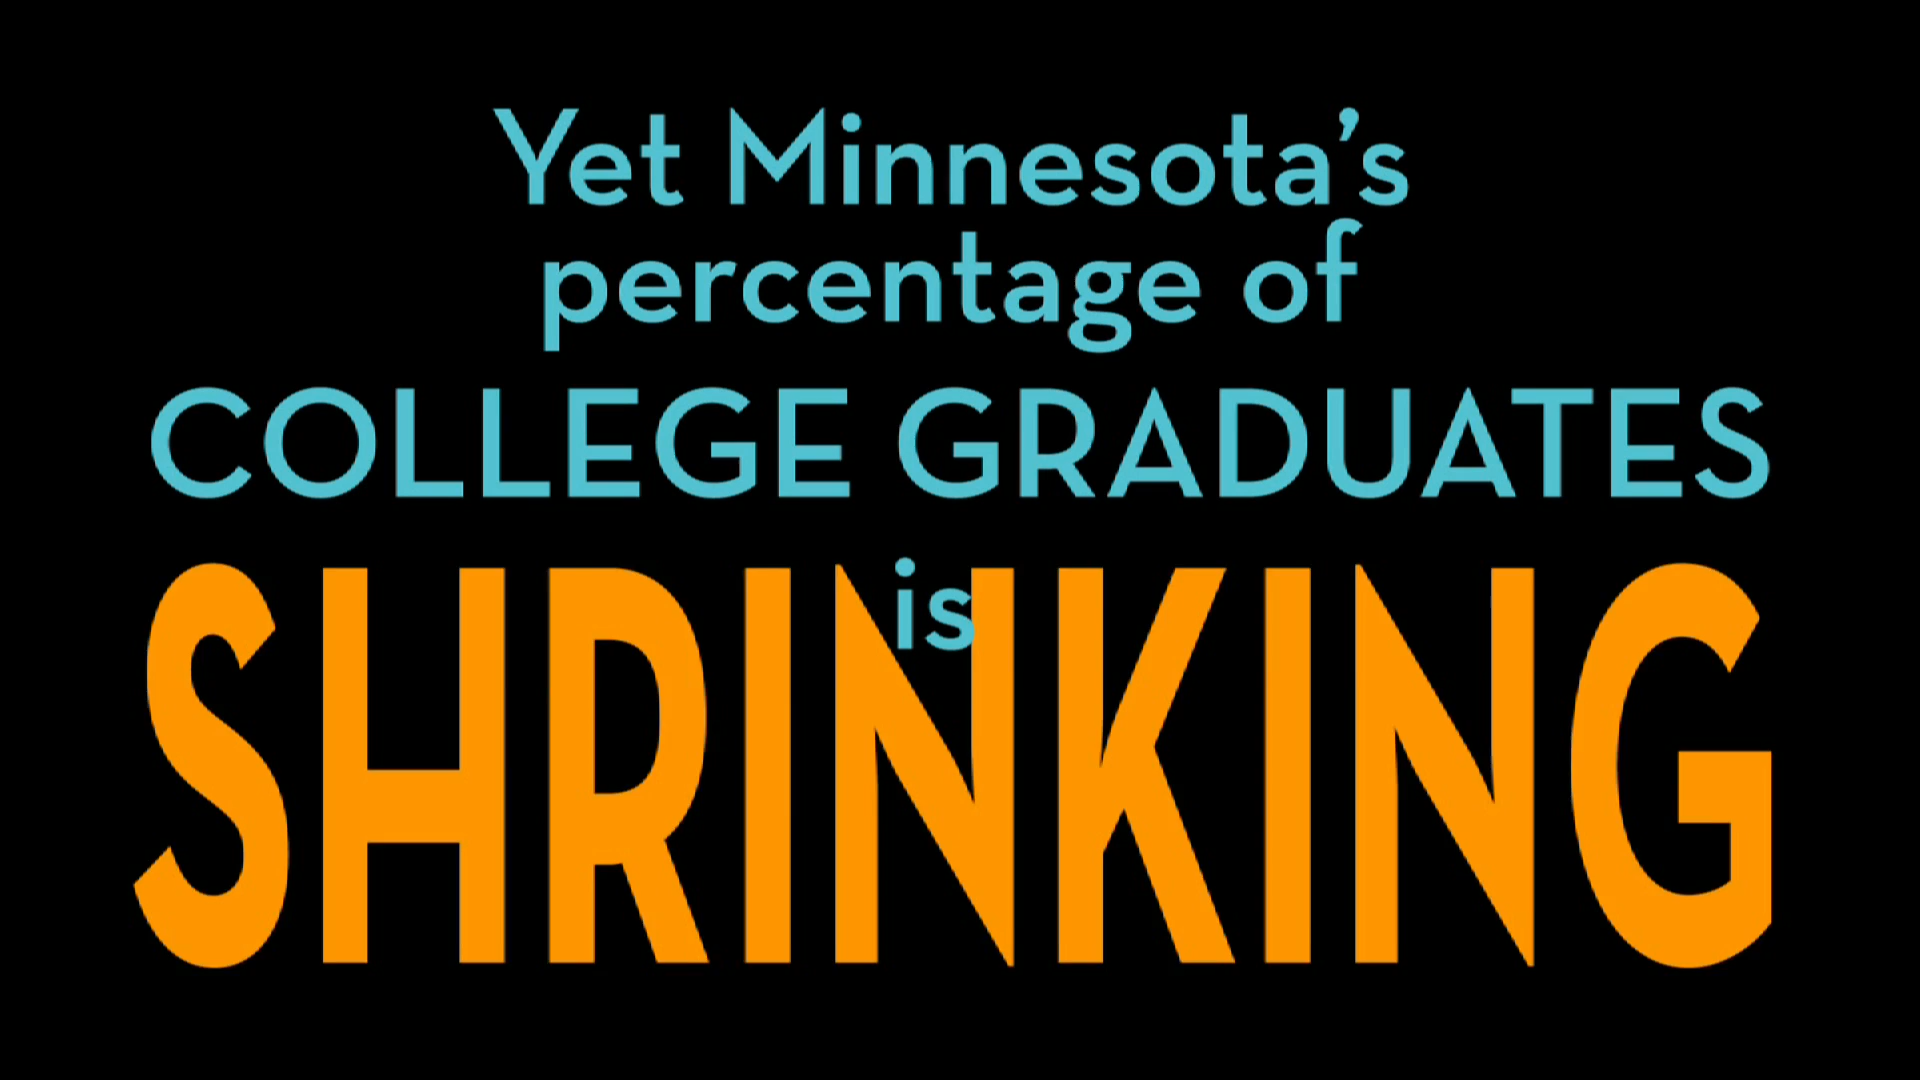 Yet Minnesota’s
percentage of
COLLEGE GRADUATES
is
SHRINKING